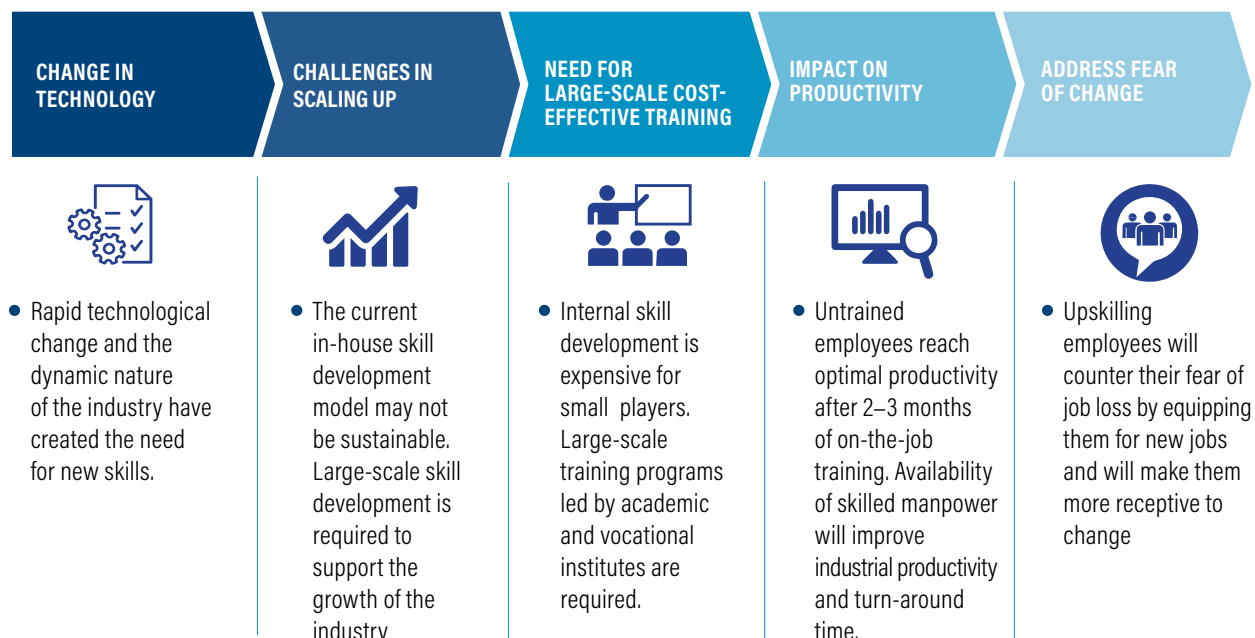 CHANGE IN
TECHNOLOGY
CHALLENGES IN
SCALING UP
NEED FOR
LARGE-SCALE COST-
EFFECTIVE TRAINING
IMPACT ON
PRODUCTIVITY
ADDRESS FEAR
OF CHANGE
• Rapid technological
change and the
dynamic nature
of the industry have
created the need
for new skills.
• The current
in-house skill
development
model may not
be sustainable.
Large-scale skill
development is
required to
support the
growth of the
industry
• Internal skill
development is
expensive for
small players.
Large-scale
training programs
led by academic
and vocational
institutes are
required.
• Untrained
employees reach
optimal productivity
after 2–3 months
of on-the-job
training. Availability
of skilled manpower
will improve
industrial productivity
and turn-around
time.
• Upskilling
employees will
counter their fear of
job loss by equipping
them for new jobs
and will make them
more receptive to
change